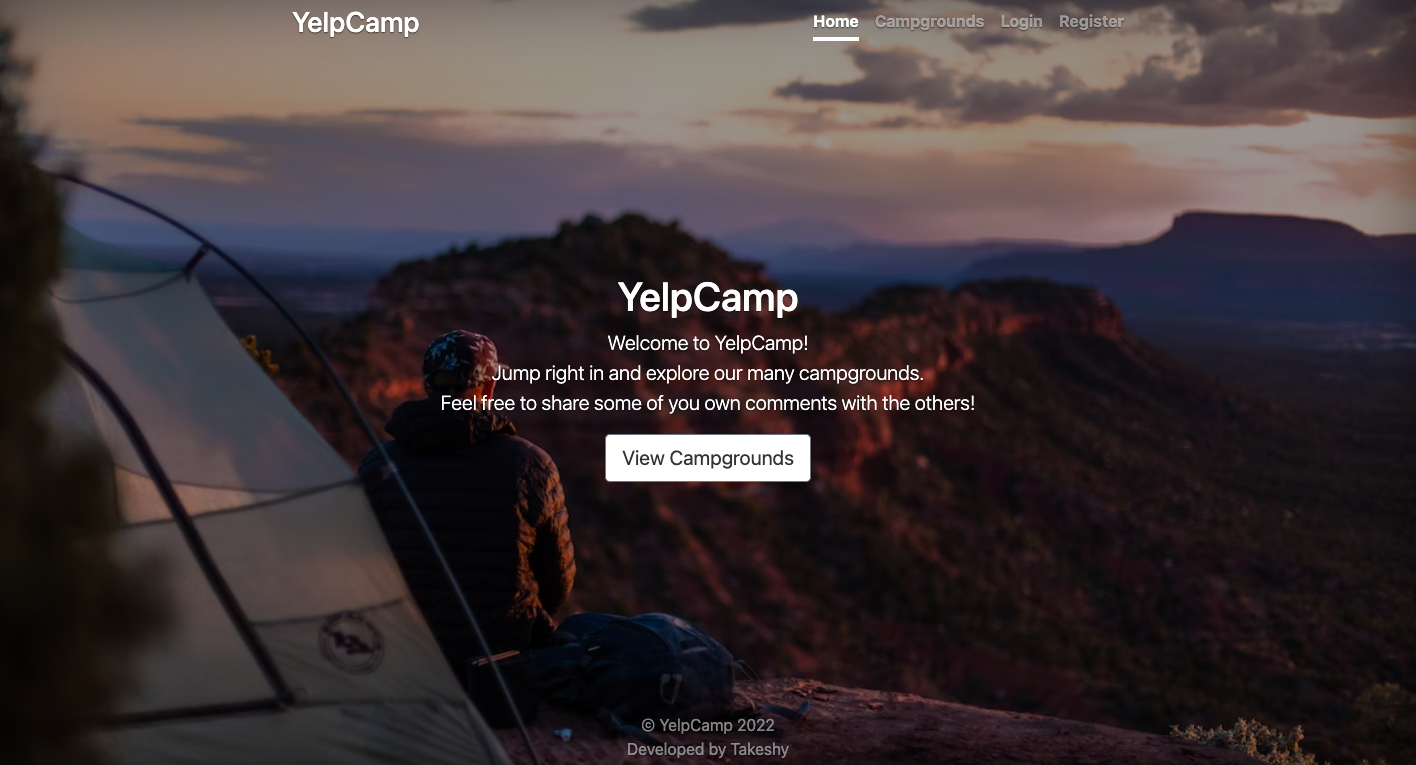 YelpCamp
Home Campgrounds Login Register
YelpCamp
Welcome to YelpCamp!
Jump right in and explore our many campgrounds.
Feel free to share some of you own comments with the others!
View Campgrounds
© YelpCamp 2022
Developed by Takeshy